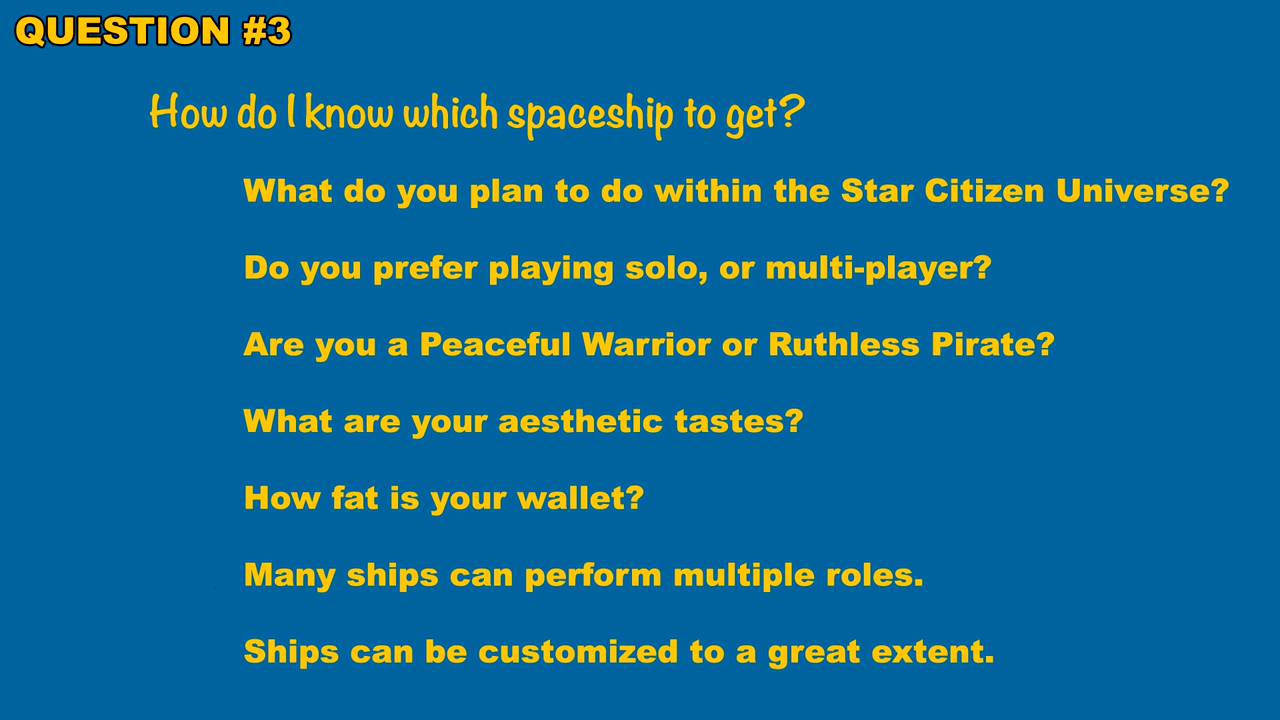 QUESTION #3
How do I know which spaceship to get?
What do you plan to do within the Star Citizen Universe?
Do you prefer playing solo, or multi-player?
Are you a Peaceful Warrior or Ruthless Pirate?
What are your aesthetic tastes?
How fat is your wallet?
Many ships can perform multiple roles.
Ships can be customized to a great extent.